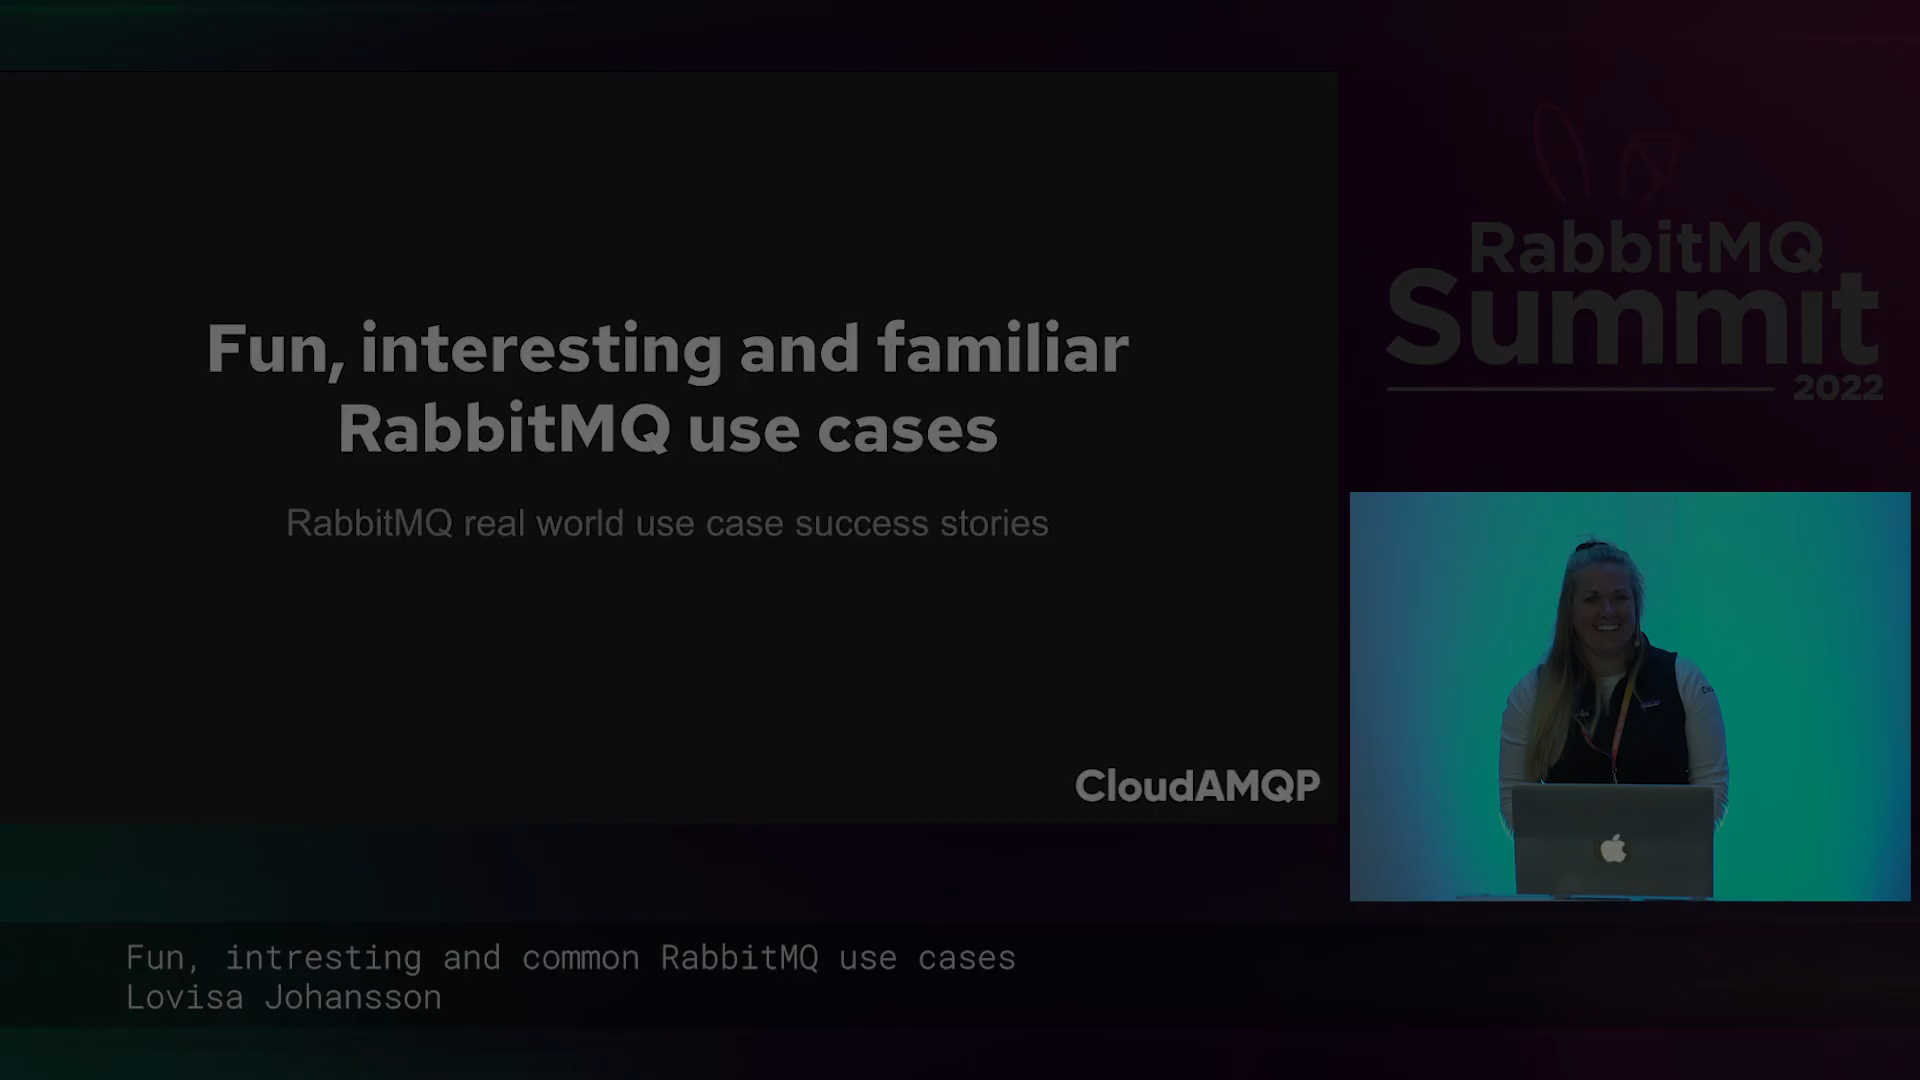 Fun, interesting and familiar
RabbitMQ use cases
RabbitMQ real world use case success stories
CloudAMQP
RabbitMQ
Summit
2022
Fun, intresting and common RabbitMQ use cases
Lovisa Johansson